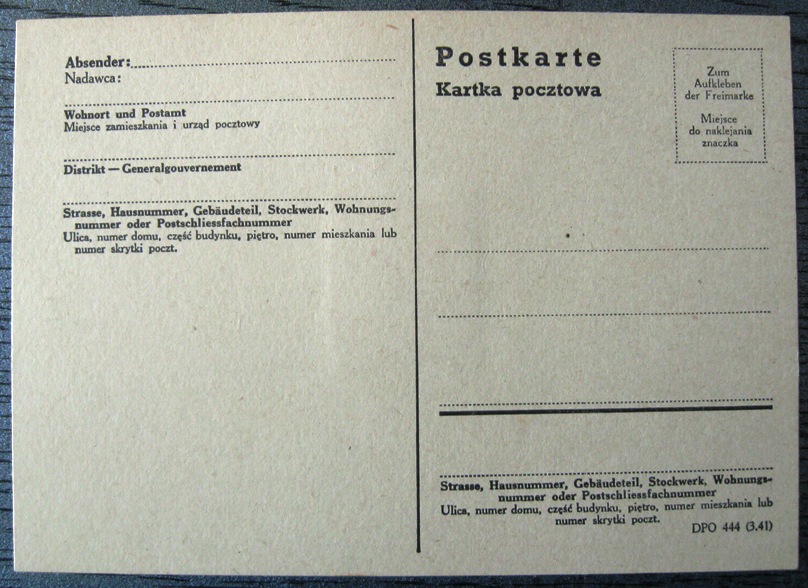 Absender:
Nadawca:
Wohnort und Postamt
Miejsce zamieszkania i urząd pocztowy
Distrikt — Generalgouvernement
Strasse, Hausnummer, Gebäudeteil, Stockwerk, Wohnungs-
nummer oder Postschliessfachnummer
Ulica, numer domu, część budynku, piętro, numer mieszkania lub
numer skrytki poczt.
Postkarte
Kartka pocztowa
Zum
Aufkleben
der Freimarke
Miejsce
do naklejania
znaczka
Strasse, Hausnummer, Gebäudeteil, Stockwerk, Wohnungs-
nummer oder Postschliessfachnummer
Ulica, numer domu, część budynku, piętro, numer mieszkania lub
numer skrytki poczt.
DPO 444 (3.41)